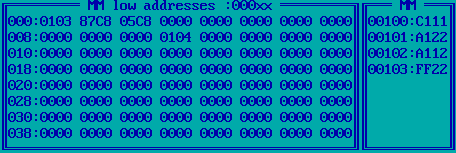 MM low addresses :000xx
000:0103 87C8 05C8 0000 0000 0000 0000 0000
008:0000 0000 0000 0104 0000 0000 0000 0000
010:0000 0000 0000 0000 0000 0000 0000 0000
018:0000 0000 0000 0000 0000 0000 0000 0000
020:0000 0000 0000 0000 0000 0000 0000 0000
028:0000 0000 0000 0000 0000 0000 0000 0000
030:0000 0000 0000 0000 0000 0000 0000 0000
038:0000 0000 0000 0000 0000 0000 0000 0000
MM
00100:C111
00101:A122
00102:A112
00103:FF22